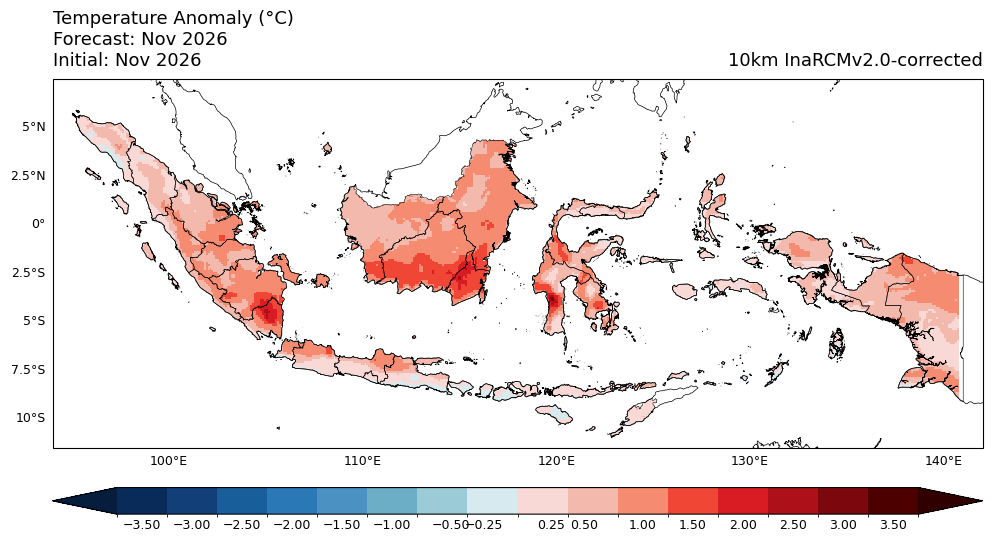 Temperature Anomaly (°C)
Forecast: Nov 2026
Initial: Nov 2026
10km InaRCMv2.0-corrected
5°N
2.5°N
0°
2.5°S
5°S
7.5°S
10°S
100°E 110°E 120°E 130°E 140°E
−3.50 −3.00 −2.50 −2.00 −1.50 −1.00 −0.50 −0.25 0.25 0.50 1.00 1.50 2.00 2.50 3.00 3.50